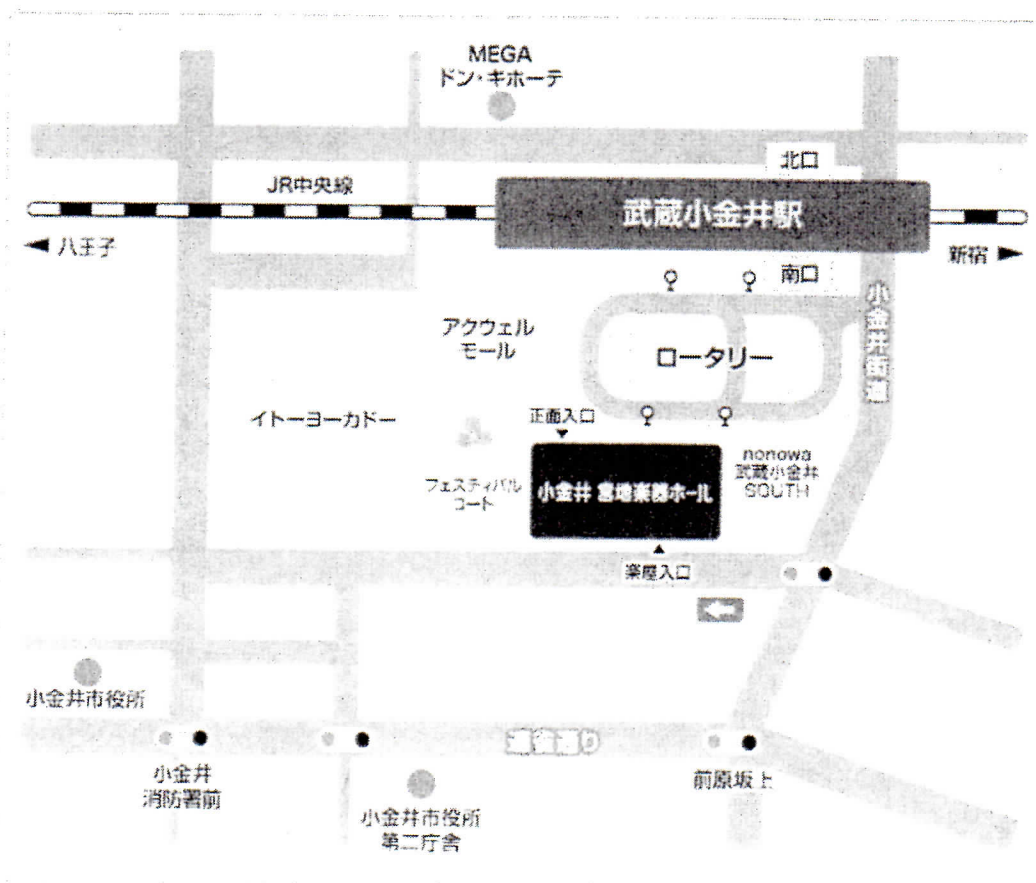 MEGA
ドン・キホーテ
北口
JR中央線
武蔵小金井駅
八王子
新宿
南口
小金井街道
アクウェル
モール
ロータリー
イトーヨーカドー
正面入口
nonowa
武蔵小金井
SOUTH
フェスティバル
コート
小金井 宮地楽器ホール
楽屋入口
小金井市役所
小金井
消防署前
前原坂上
小金井市役所
第二庁舎